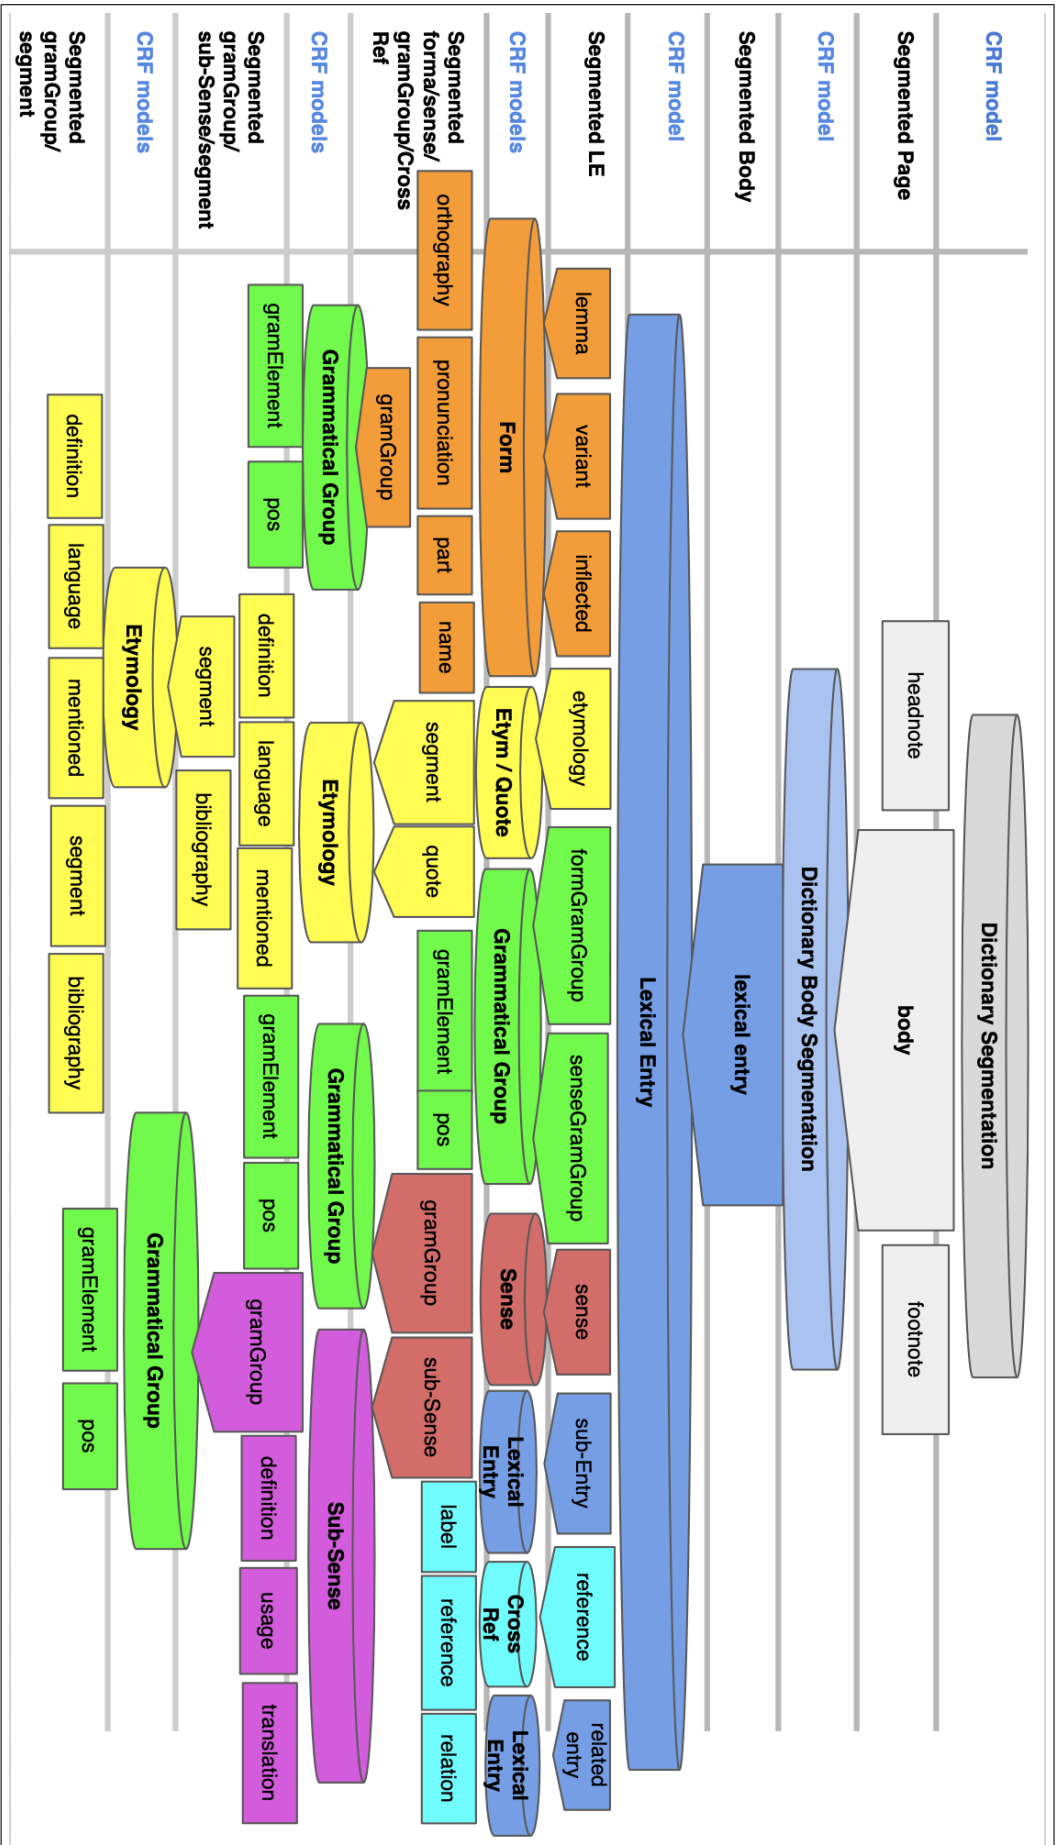 CRF model
Dictionary Segmentation
Segmented Page
headnote
body
footnote
CRF model
Dictionary Body Segmentation
Segmented Body
lexical entry
CRF model
Lexical Entry
Segmented LE
lemma
variant
inflected
etymology
formGramGroup
senseGramGroup
sense
sub-Entry
reference
related
entry
CRF models
Form
Etym / Quote
Grammatical Group
Sense
Lexical
Entry
Cross
Ref
Lexical
Entry
Segmented
forma/sense/
gramGroup/Cross
Ref
orthography
pronunciation
part
name
segment
quote
gramElement
pos
gramGroup
sub-Sense
label
reference
relation
gramGroup
CRF models
Grammatical Group
Etymology
Grammatical Group
Sub-Sense
Segmented
gramGroup/
sub-Sense/segment
gramElement
pos
definition
language
mentioned
gramElement
pos
gramGroup
definition
usage
translation
segment
bibliography
CRF models
Etymology
Grammatical Group
Segmented
gramGroup/
segment
definition
language
mentioned
segment
bibliography
gramElement
pos